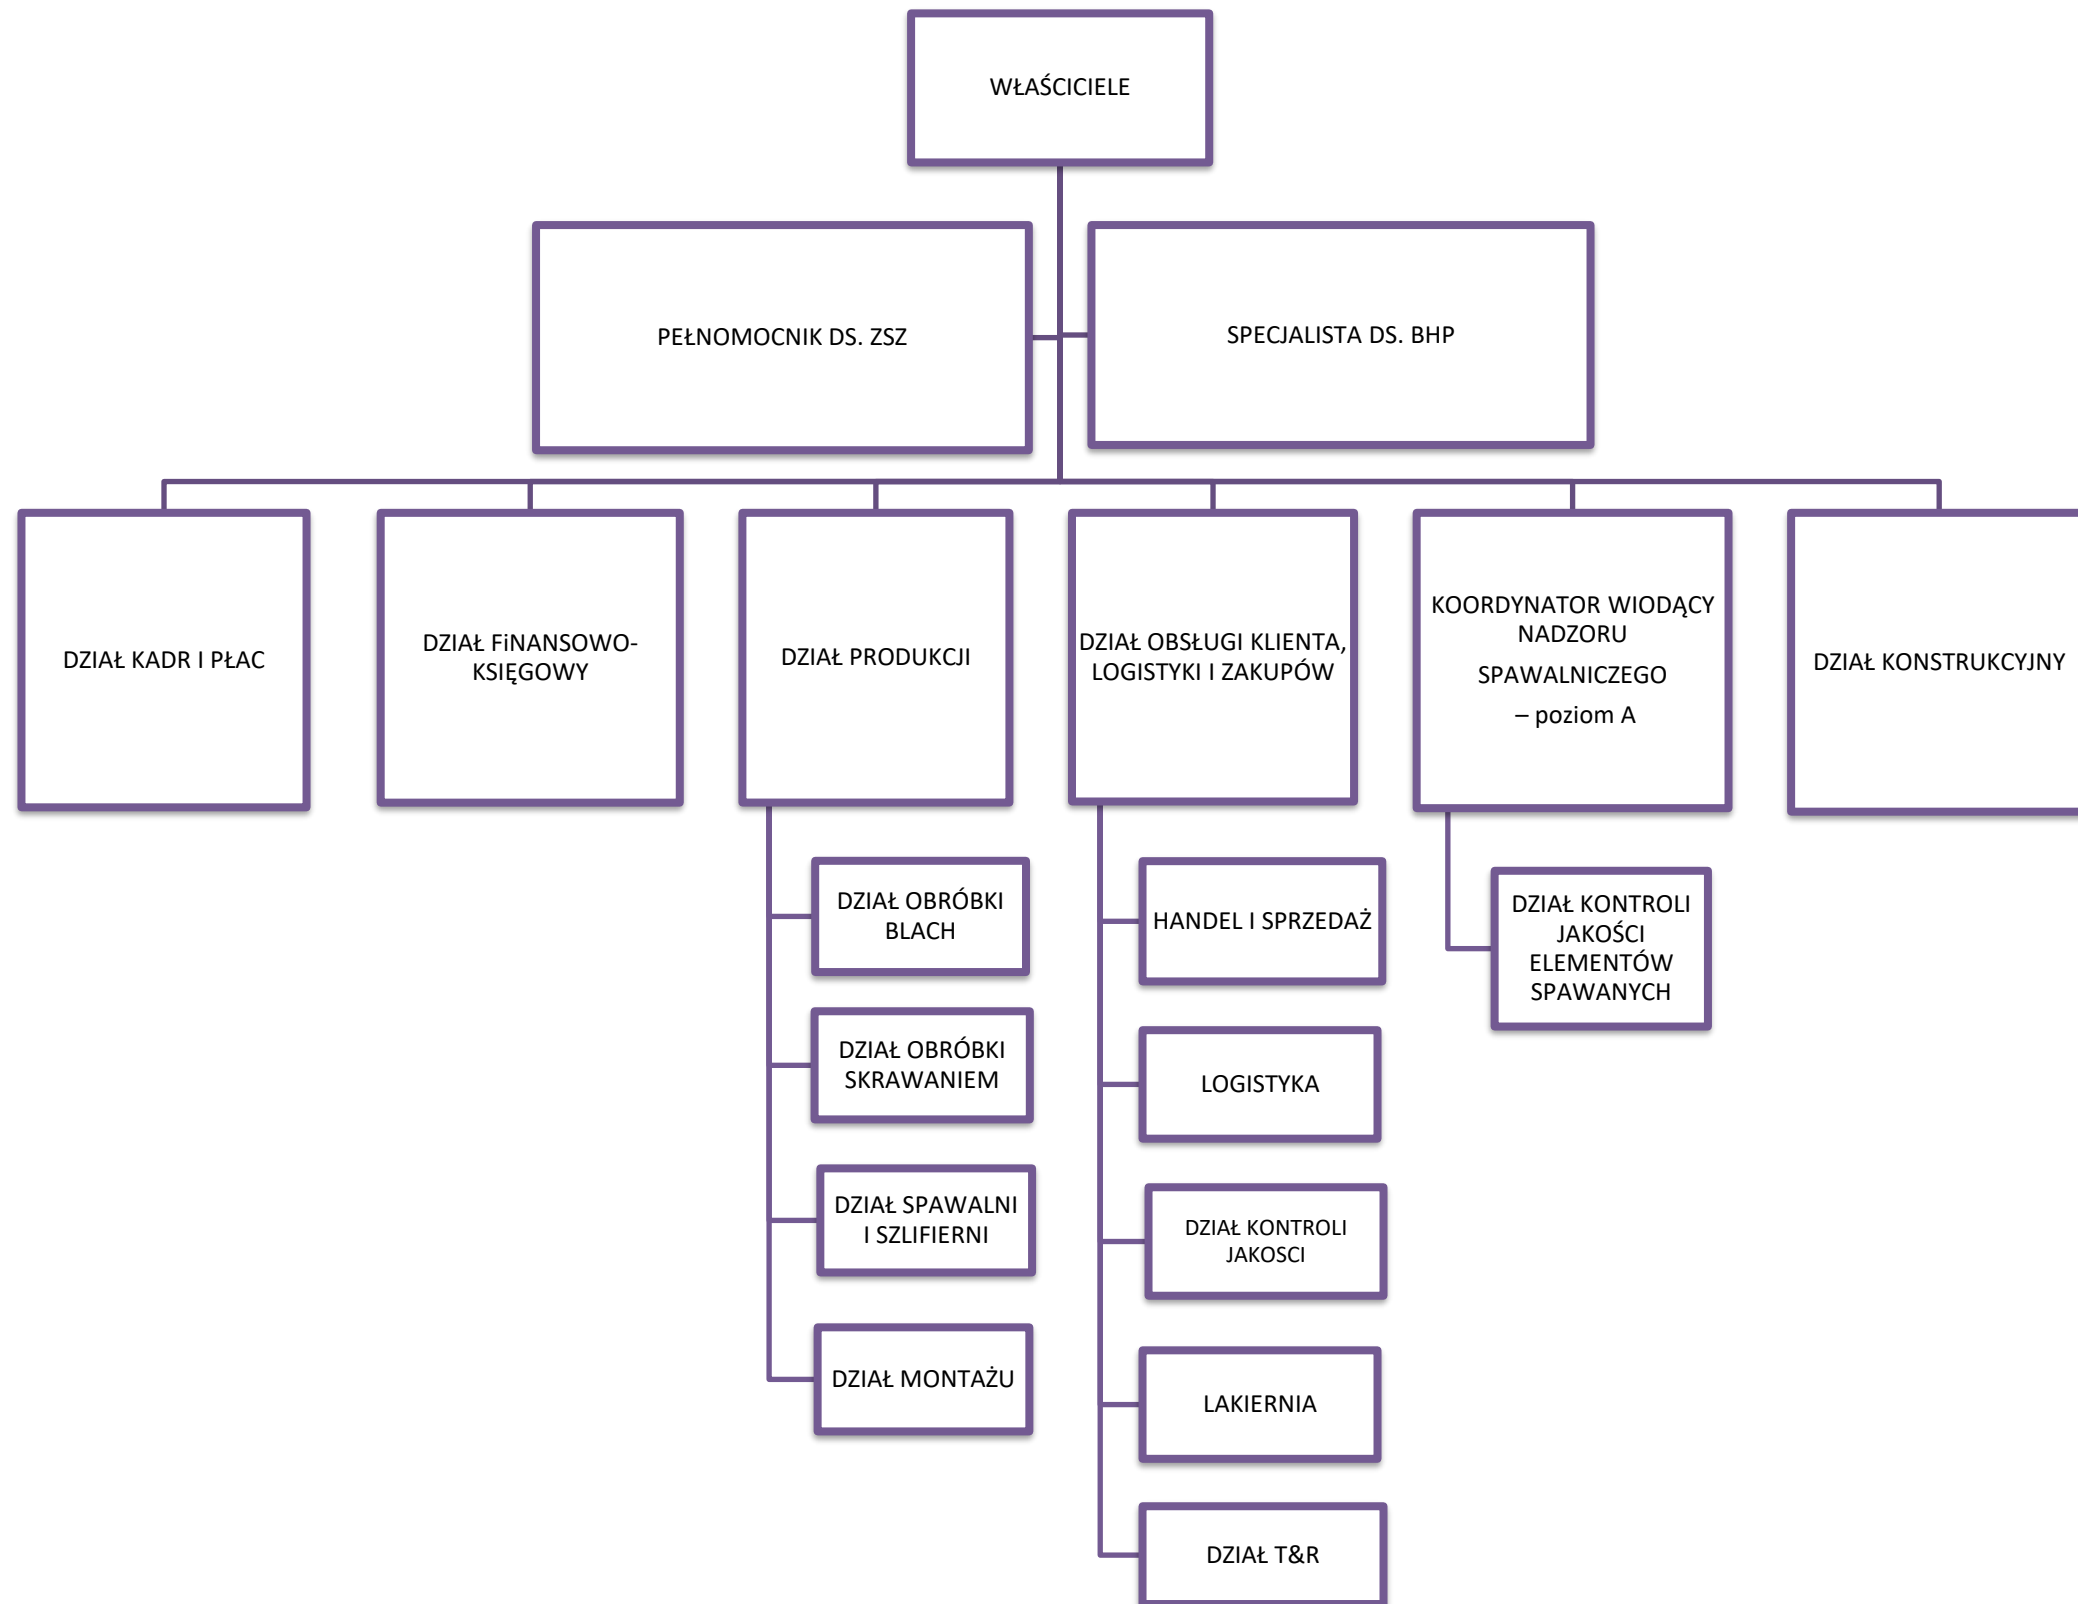 WŁAŚCICIELE
PEŁNOMOCNIK DS. ZSZ
SPECJALISTA DS. BHP
DZIAŁ KADR I PŁAC
DZIAŁ FiNANSOWO-
KSIĘGOWY
DZIAŁ PRODUKCJI
DZIAŁ OBSŁUGI KLIENTA,
LOGISTYKI I ZAKUPÓW
KOORDYNATOR WIODĄCY
NADZORU
SPAWALNICZEGO
– poziom A
DZIAŁ KONSTRUKCYJNY
DZIAŁ OBRÓBKI
BLACH
DZIAŁ OBRÓBKI
SKRAWANIEM
DZIAŁ SPAWALNI
I SZLIFIERNI
DZIAŁ MONTAŻU
HANDEL I SPRZEDAŻ
LOGISTYKA
DZIAŁ KONTROLI
JAKOSCI
LAKIERNIA
DZIAŁ T&R
DZIAŁ KONTROLI
JAKOŚCI
ELEMENTÓW
SPAWANYCH